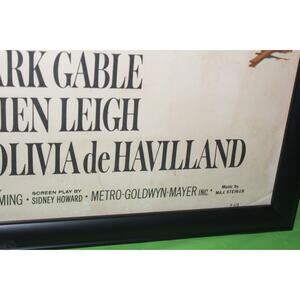 ARK GABLE
IEN LEIGH
OLIVIA de HAVILLAND
MING • SCREEN PLAY BY SIDNEY HOWARD • METRO-GOLDWYN-MAYER INC. • Music by MAX STEINER